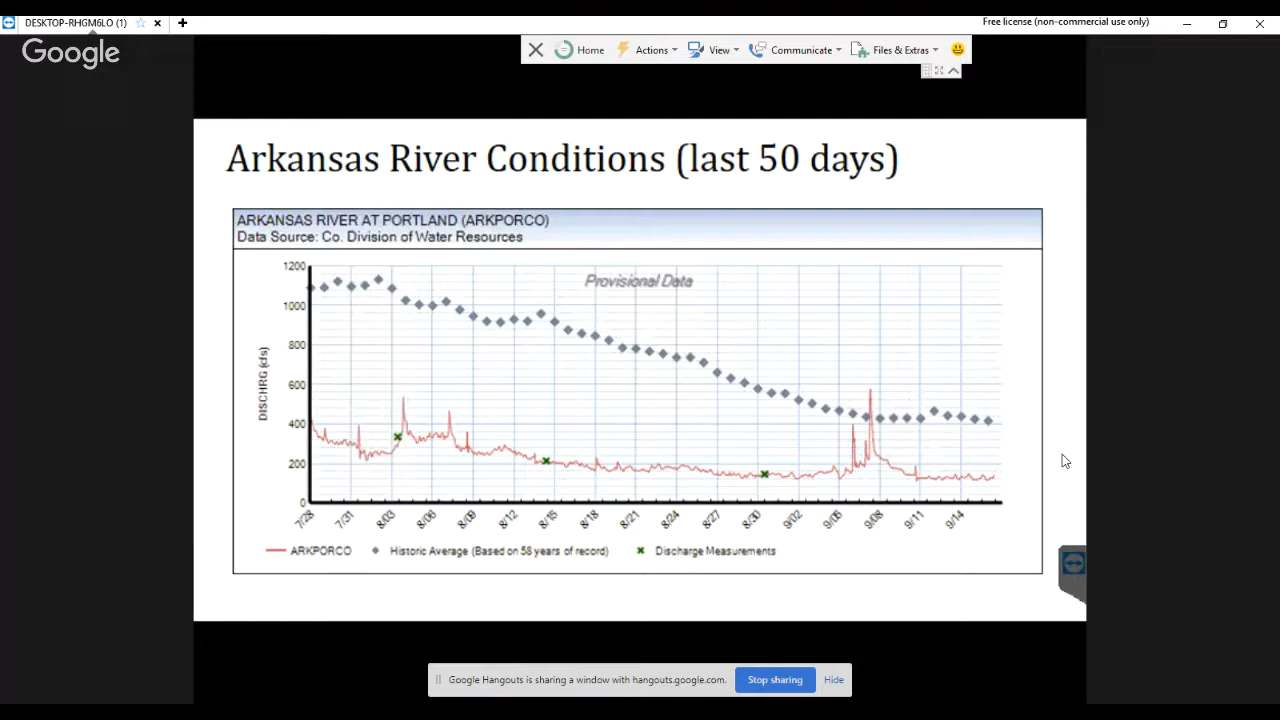 DESKTOP-RHGM6LO (1)
Free license (non-commercial use only)
Google
Home Actions View Communicate Files & Extras
Arkansas River Conditions (last 50 days)
ARKANSAS RIVER AT PORTLAND (ARKPORCO)
Data Source: Co. Division of Water Resources
Provisional Data
1200
1000
800
600
400
200
0
DISCHRG (cfs)
7/28 7/31 8/03 8/06 8/09 8/12 8/15 8/18 8/21 8/24 8/27 8/30 9/02 9/05 9/08 9/11 9/14
ARKPORCO Historic Average (Based on 58 years of record) Discharge Measurements
Google Hangouts is sharing a window with hangouts.google.com. Stop sharing Hide